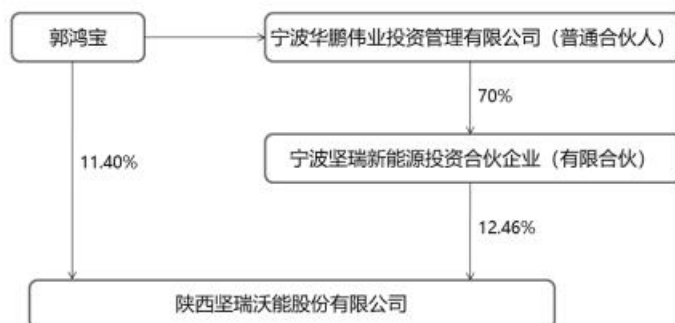 郭鸿宝
宁波华鹏伟业投资管理有限公司（普通合伙人）
70%
宁波坚瑞新能源投资合伙企业（有限合伙）
11.40%
12.46%
陕西坚瑞沃能股份有限公司